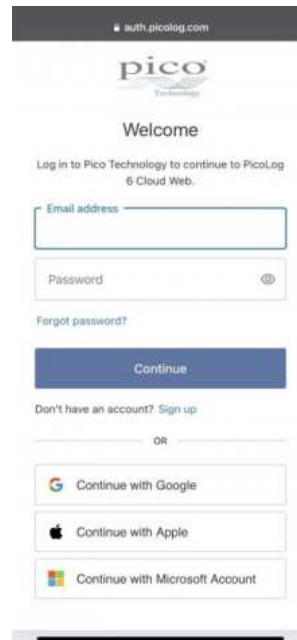 auth.picolog.com
pico
Technology
Welcome
Log in to Pico Technology to continue to PicoLog
6 Cloud Web.
Email address
Password
Forgot password?
Continue
Don't have an account? Sign up
OR
Continue with Google
Continue with Apple
Continue with Microsoft Account